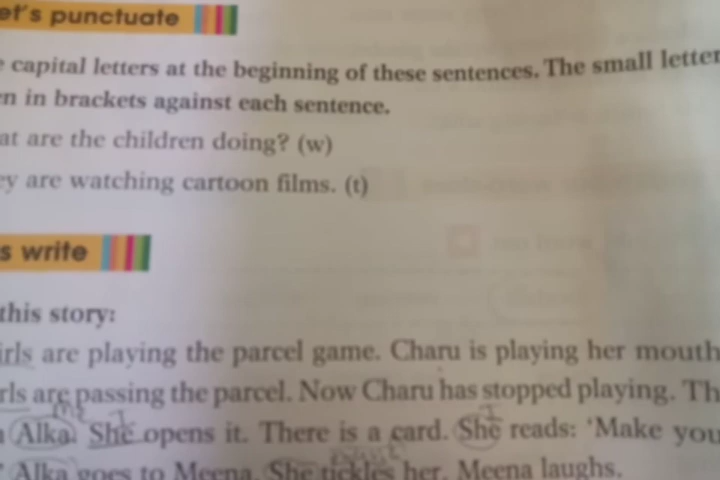 et's punctuate
capital letters at the beginning of these sentences. The small letter
en in brackets against each sentence.
at are the children doing? (w)
ey are watching cartoon films. (t)
s write
this story:
irls are playing the parcel game. Charu is playing her mouth
rls are passing the parcel. Now Charu has stopped playing. Th
Alka. She opens it. There is a card. She reads: 'Make you
Alka goes to Meena. She tickles her. Meena laughs.